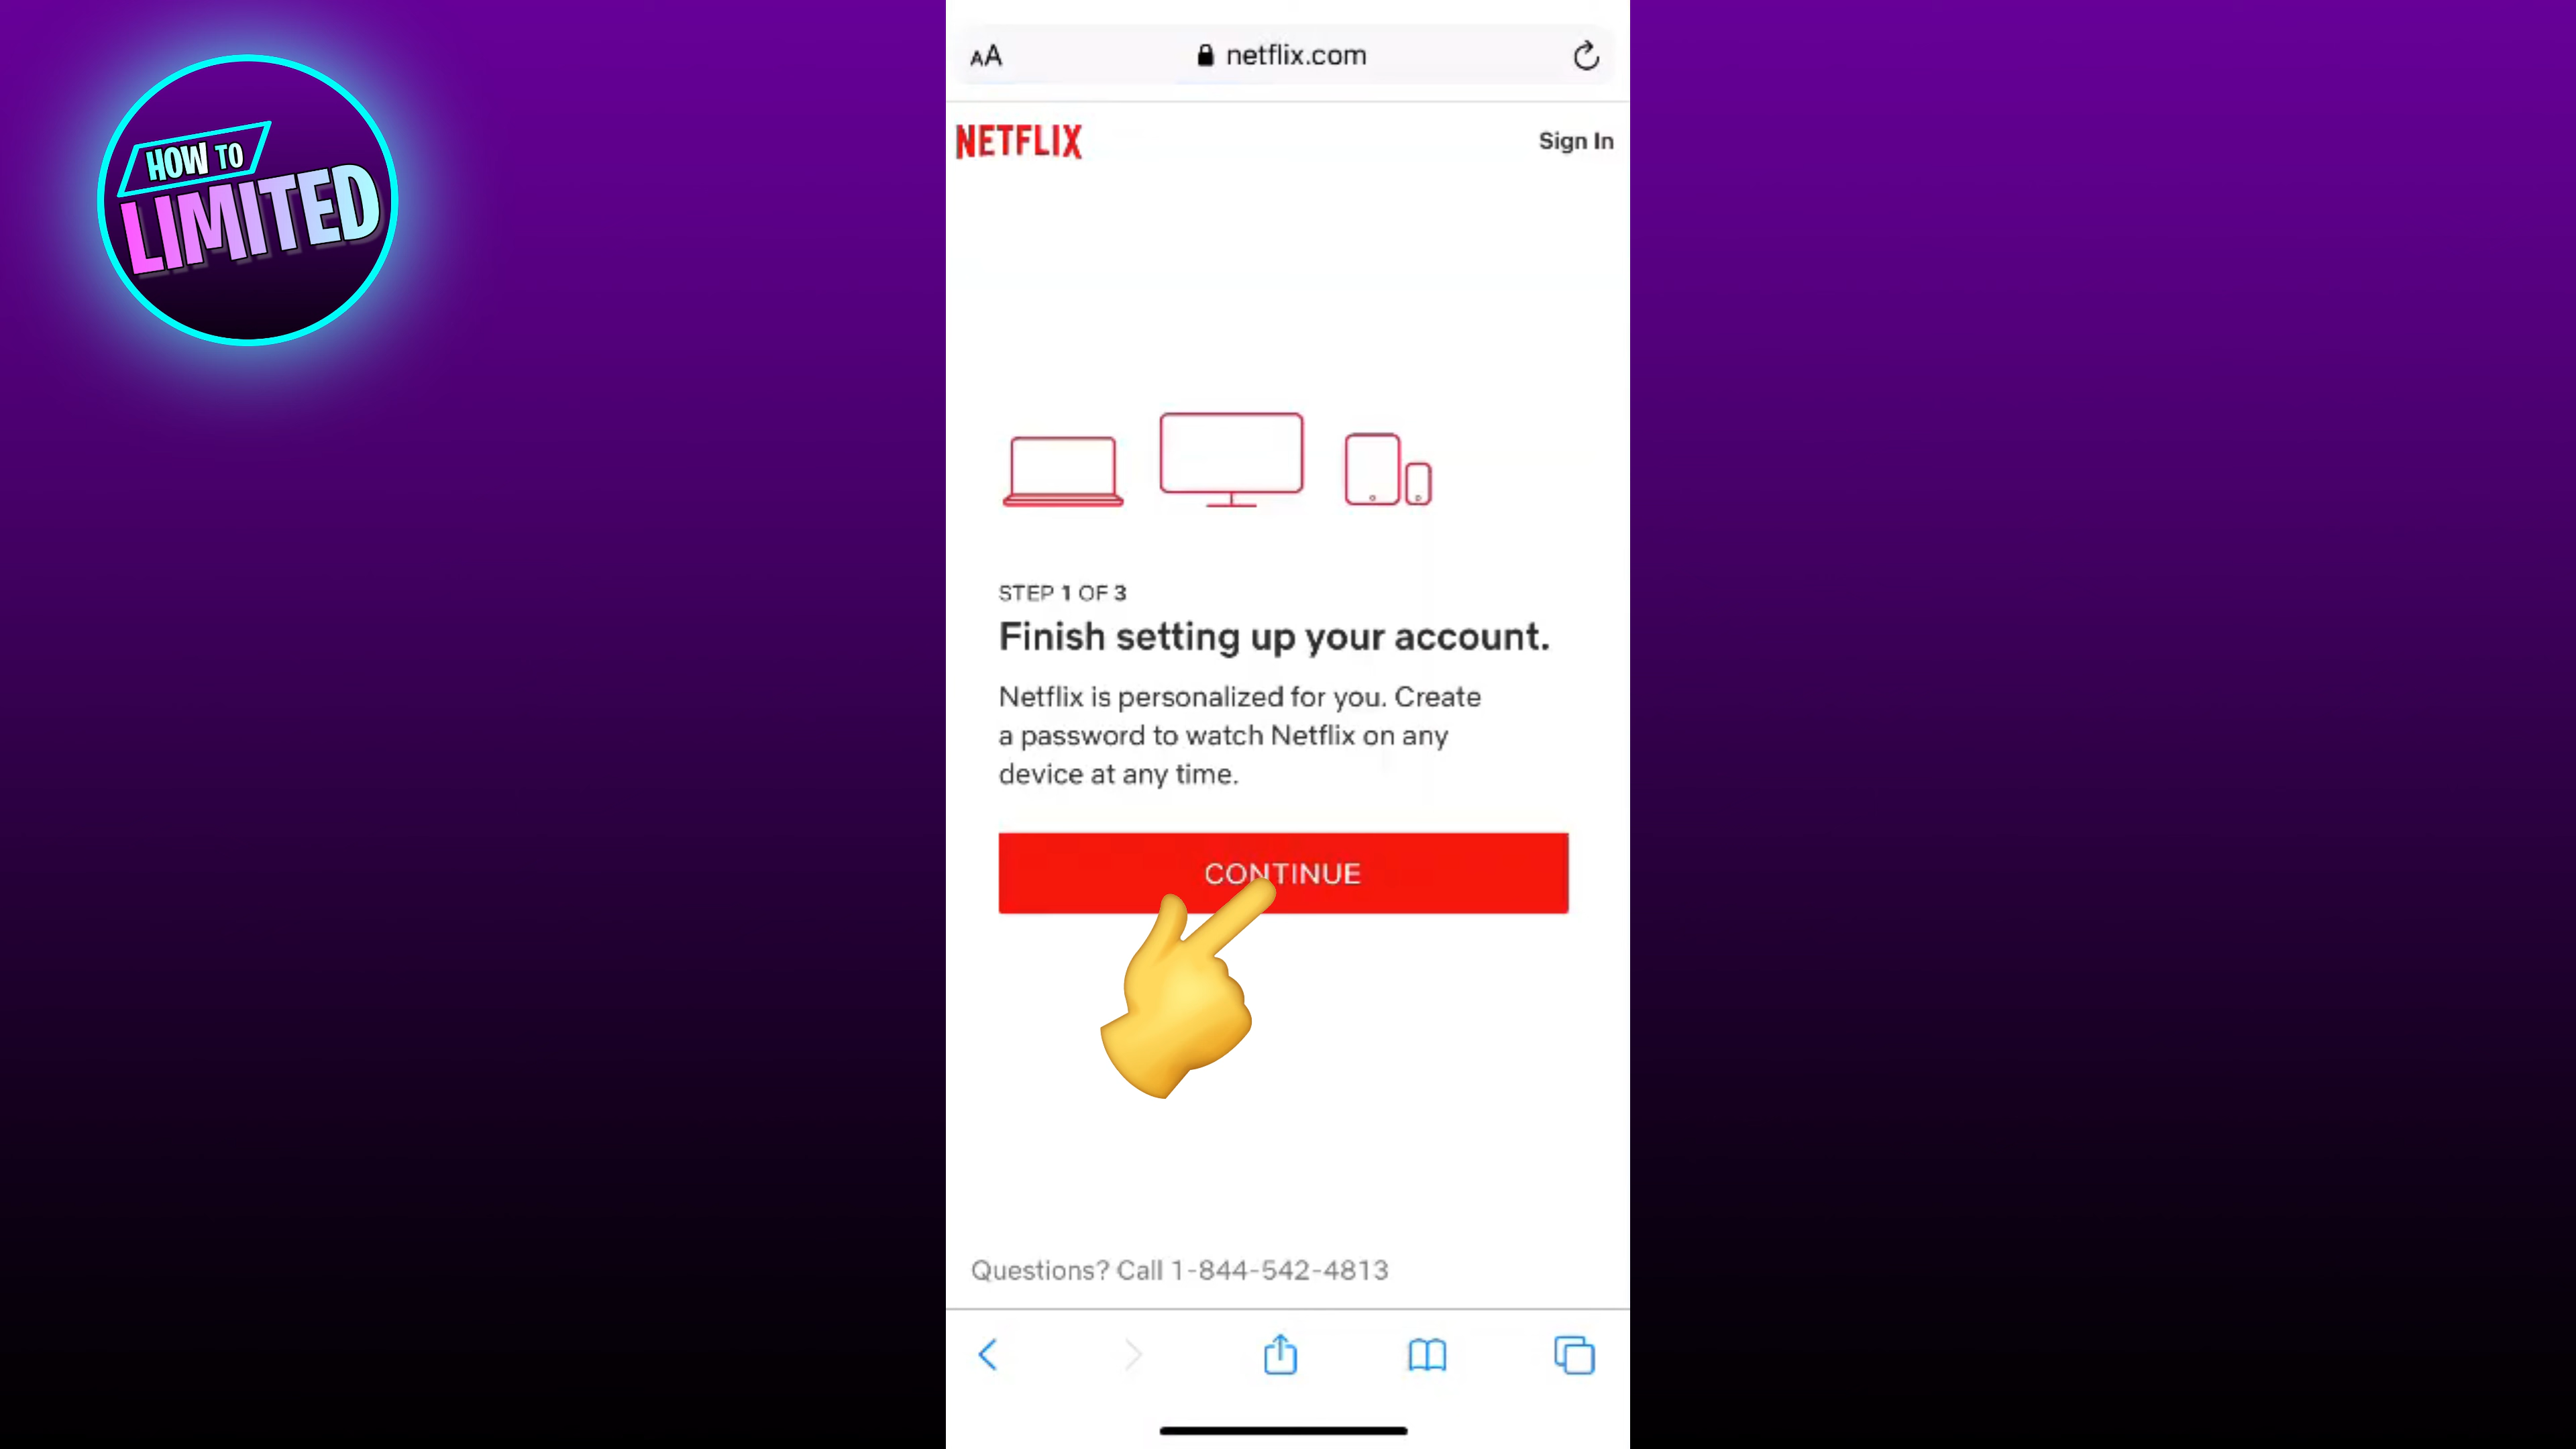 HOW TO
LIMITED
AA
netflix.com
NETFLIX
Sign In
STEP 1 OF 3
Finish setting up your account.
Netflix is personalized for you. Create
a password to watch Netflix on any
device at any time.
CONTINUE
Questions? Call 1-844-542-4813